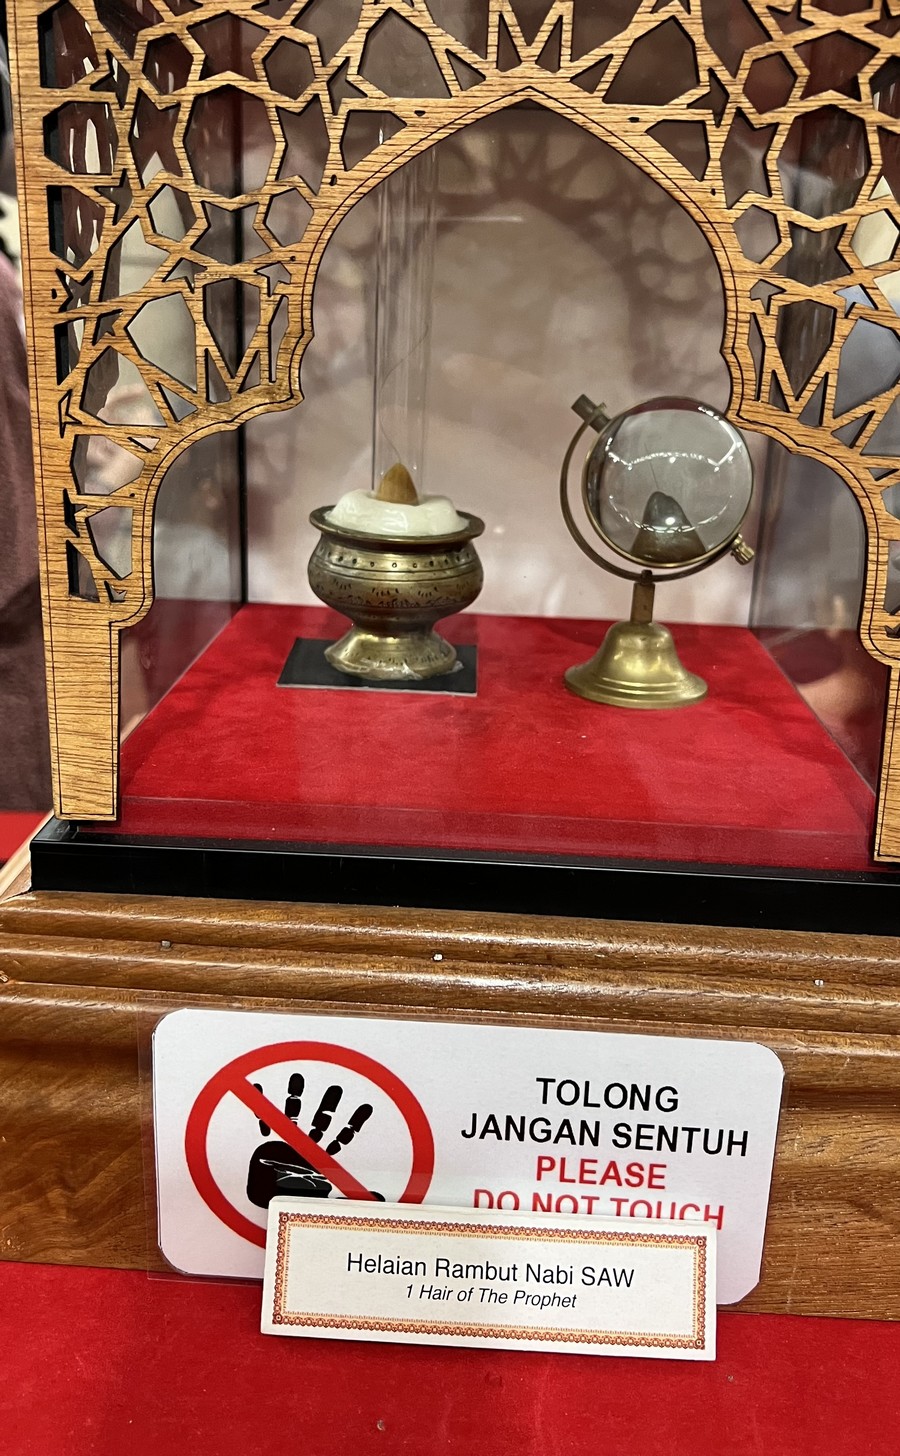 TOLONG
JANGAN SENTUH
PLEASE
DO NOT TOUCH
Helaian Rambut Nabi SAW
1 Hair of The Prophet